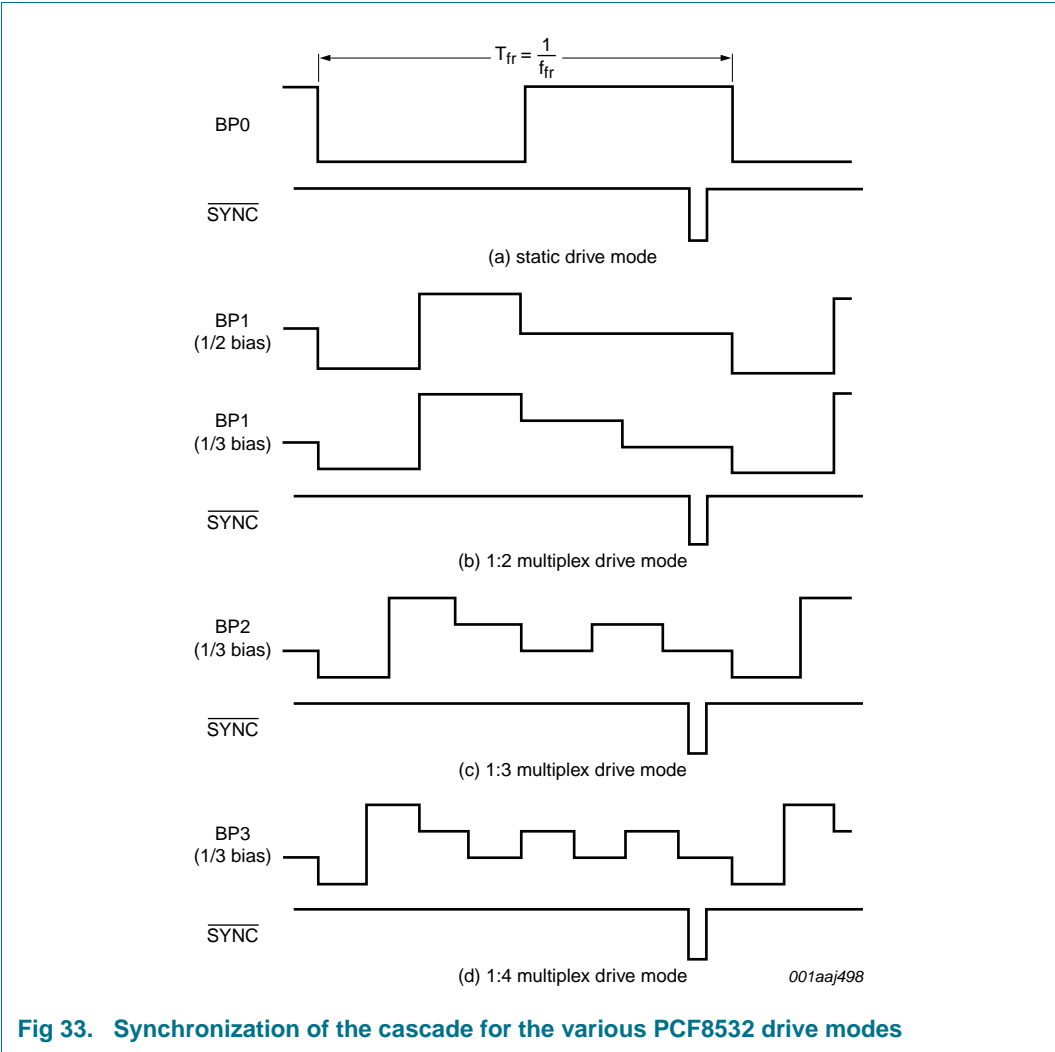 T_fr = 1/f_fr
BP0
SYNC
(a) static drive mode
BP1
(1/2 bias)
BP1
(1/3 bias)
SYNC
(b) 1:2 multiplex drive mode
BP2
(1/3 bias)
SYNC
(c) 1:3 multiplex drive mode
BP3
(1/3 bias)
SYNC
(d) 1:4 multiplex drive mode 001aaj498
Fig 33. Synchronization of the cascade for the various PCF8532 drive modes